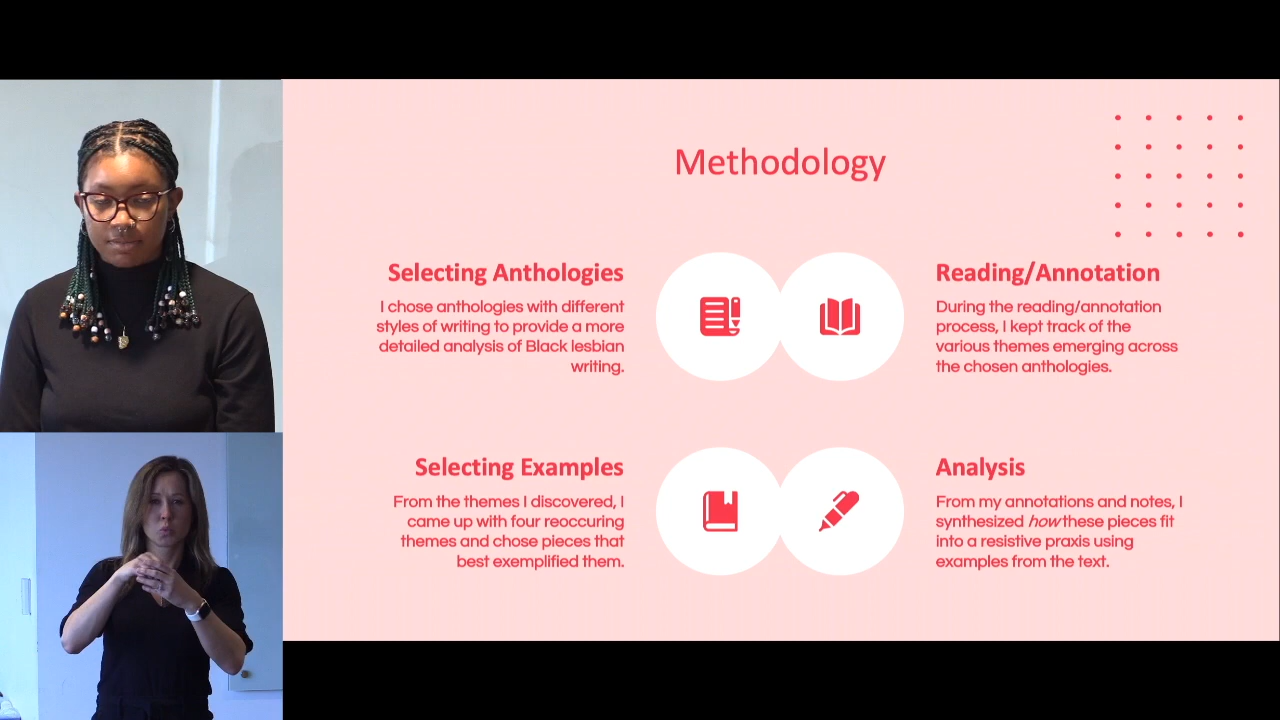 Methodology
Selecting Anthologies
I chose anthologies with different
styles of writing to provide a more
detailed analysis of Black lesbian
writing.
Reading/Annotation
During the reading/annotation
process, I kept track of the
various themes emerging across
the chosen anthologies.
Selecting Examples
From the themes I discovered, I
came up with four reoccuring
themes and chose pieces that
best exemplified them.
Analysis
From my annotations and notes, I
synthesized how these pieces fit
into a resistive praxis using
examples from the text.